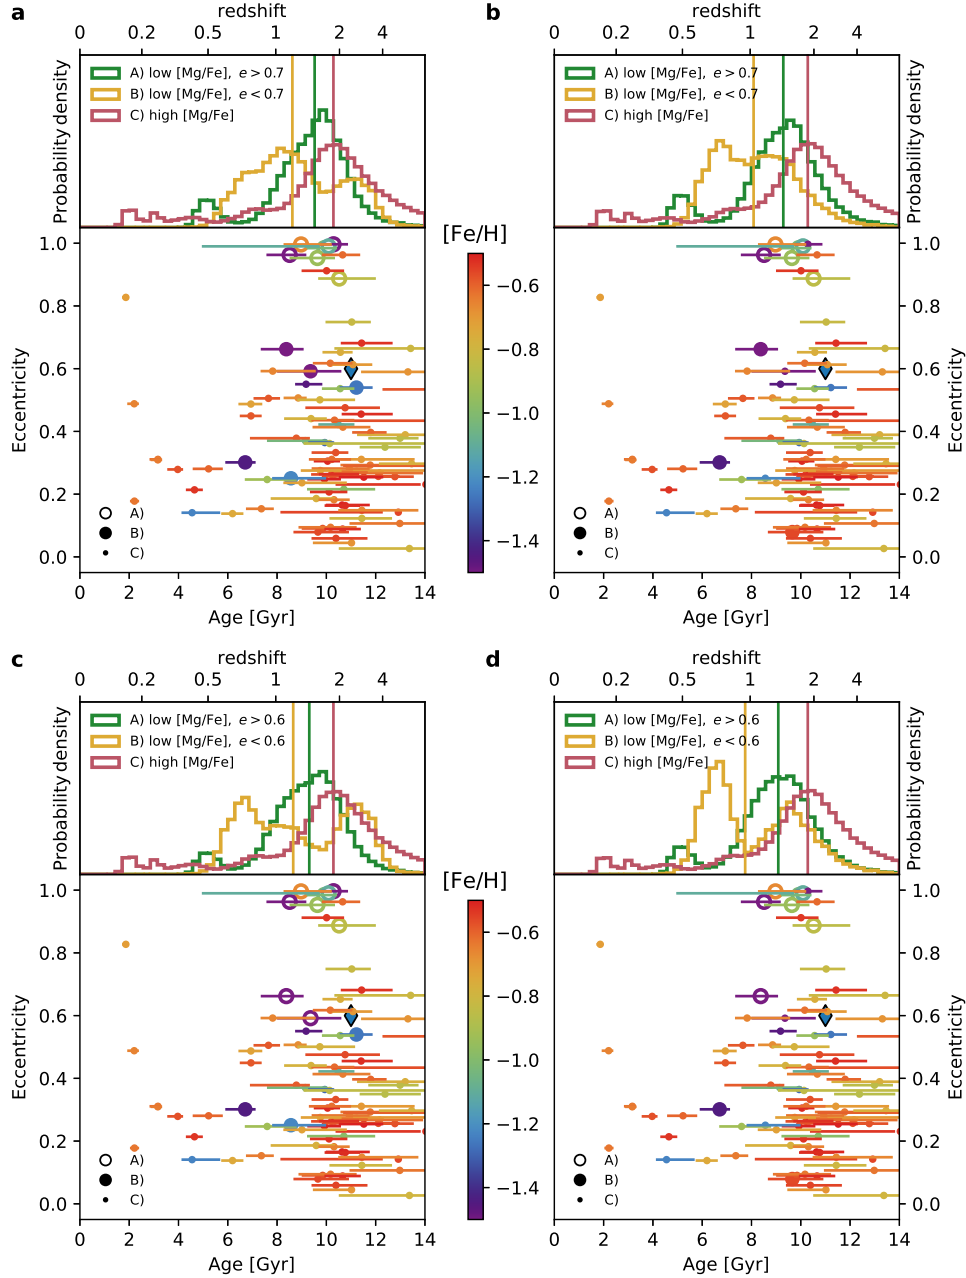 a
redshift
0 0.2 0.5 1 2 4
Probability density
A) low [Mg/Fe], e > 0.7
B) low [Mg/Fe], e < 0.7
C) high [Mg/Fe]
Eccentricity
1.0
0.8
0.6
0.4
0.2
0.0
A)
B)
C)
0 2 4 6 8 10 12 14
Age [Gyr]
[Fe/H]
−0.6
−0.8
−1.0
−1.2
−1.4
b
redshift
0 0.2 0.5 1 2 4
A) low [Mg/Fe], e > 0.7
B) low [Mg/Fe], e < 0.7
C) high [Mg/Fe]
Probability density
1.0
0.8
0.6
0.4
0.2
0.0
Eccentricity
A)
B)
C)
0 2 4 6 8 10 12 14
Age [Gyr]
c
redshift
0 0.2 0.5 1 2 4
Probability density
A) low [Mg/Fe], e > 0.6
B) low [Mg/Fe], e < 0.6
C) high [Mg/Fe]
Eccentricity
1.0
0.8
0.6
0.4
0.2
0.0
A)
B)
C)
0 2 4 6 8 10 12 14
Age [Gyr]
[Fe/H]
−0.6
−0.8
−1.0
−1.2
−1.4
d
redshift
0 0.2 0.5 1 2 4
A) low [Mg/Fe], e > 0.6
B) low [Mg/Fe], e < 0.6
C) high [Mg/Fe]
Probability density
1.0
0.8
0.6
0.4
0.2
0.0
Eccentricity
A)
B)
C)
0 2 4 6 8 10 12 14
Age [Gyr]